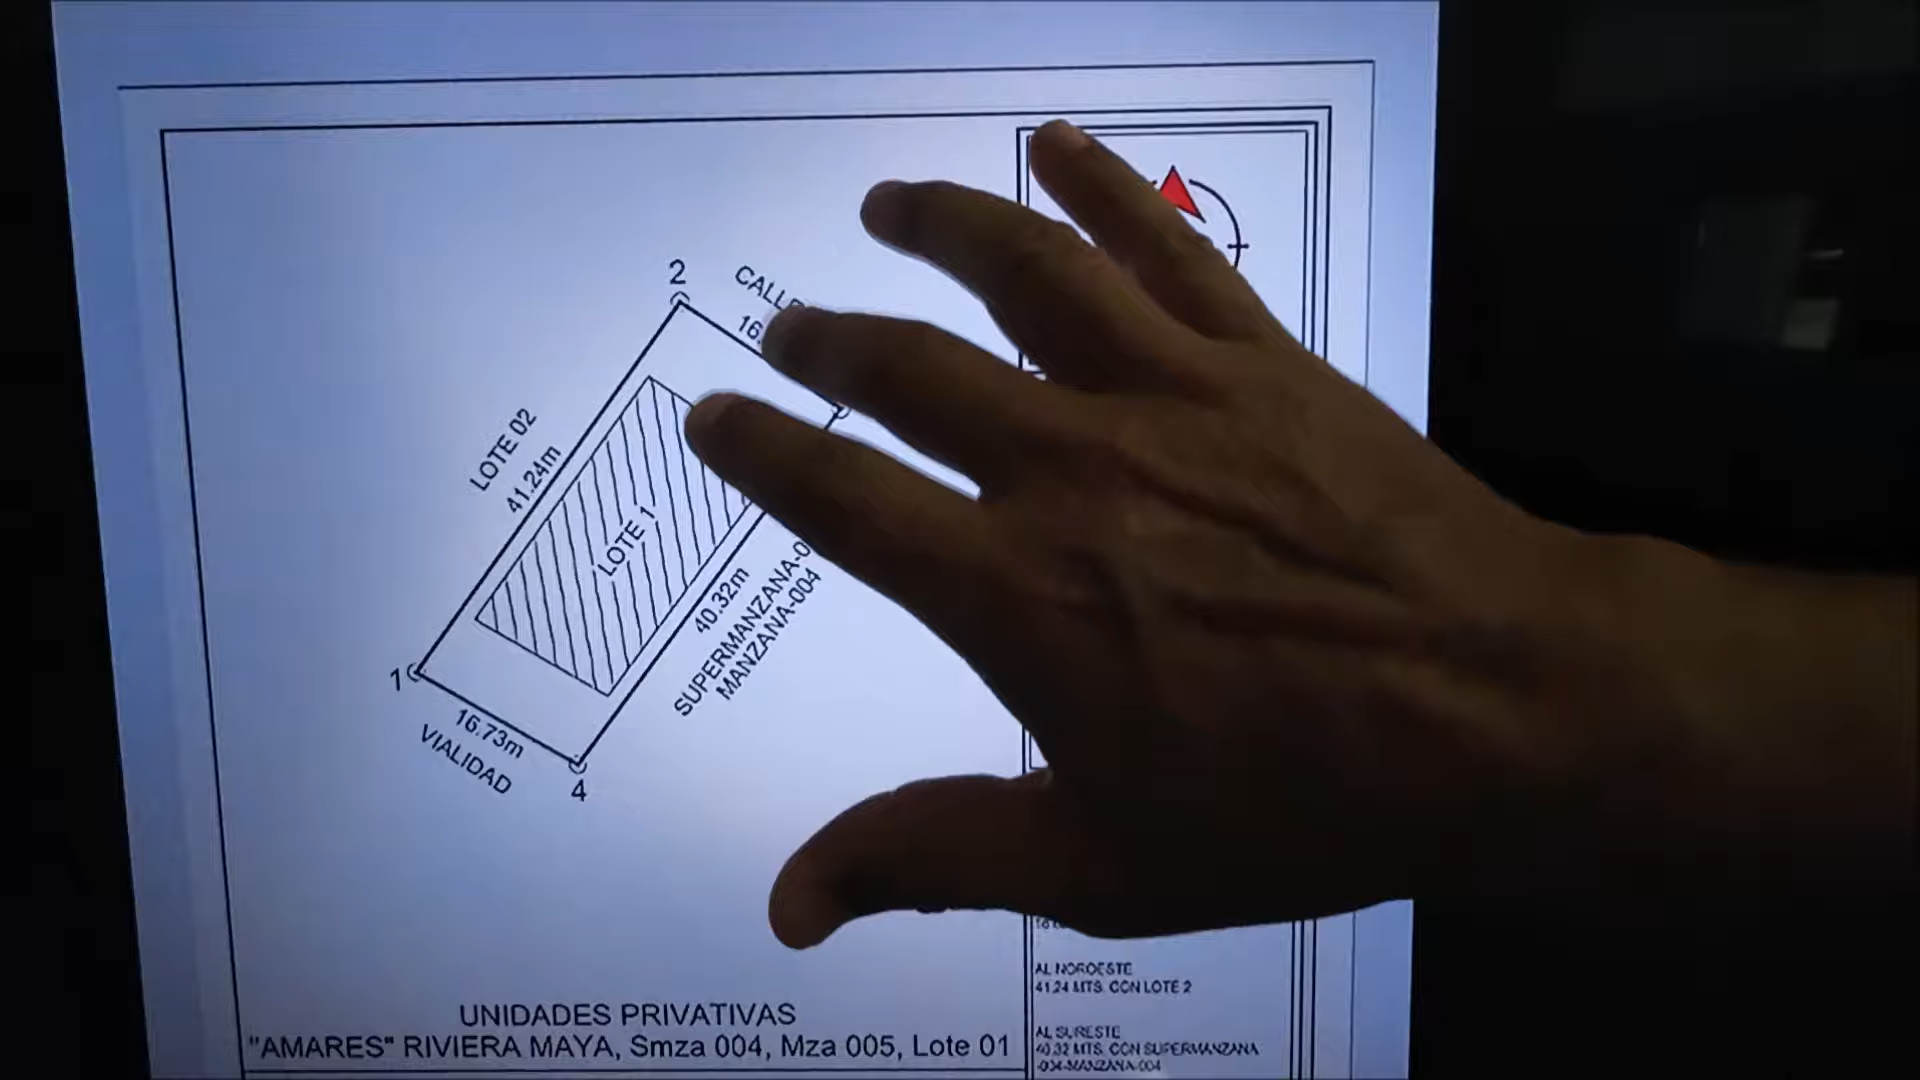 2
CALLE
16.
LOTE 02
41.24m
LOTE 1
40.32m
SUPERMANZANA-0
MANZANA-004
1
16.73m
VIALIDAD
4
AL NOROESTE
41.24 MTS. CON LOTE 2
AL SURESTE
40.32 MTS. CON SUPERMANZANA
-004-MANZANA-004
UNIDADES PRIVATIVAS
"AMARES" RIVIERA MAYA, Smza 004, Mza 005, Lote 01